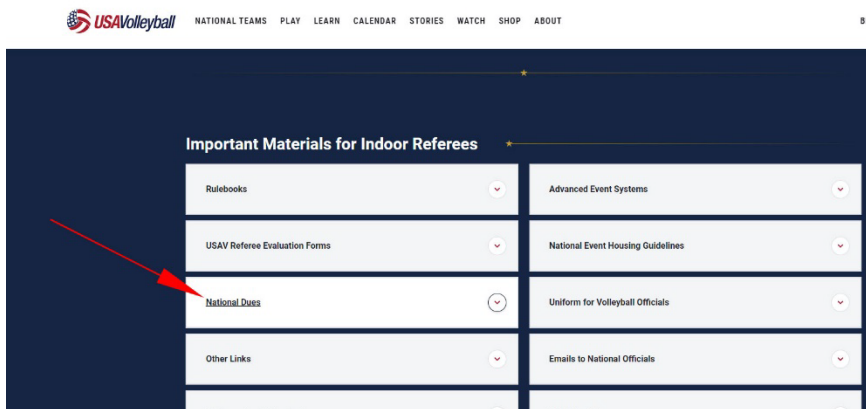 USAVolleyball NATIONAL TEAMS PLAY LEARN CALENDAR STORIES WATCH SHOP ABOUT B
Important Materials for Indoor Referees
Rulebooks
Advanced Event Systems
USAV Referee Evaluation Forms
National Event Housing Guidelines
National Dues
Uniform for Volleyball Officials
Other Links
Emails to National Officials